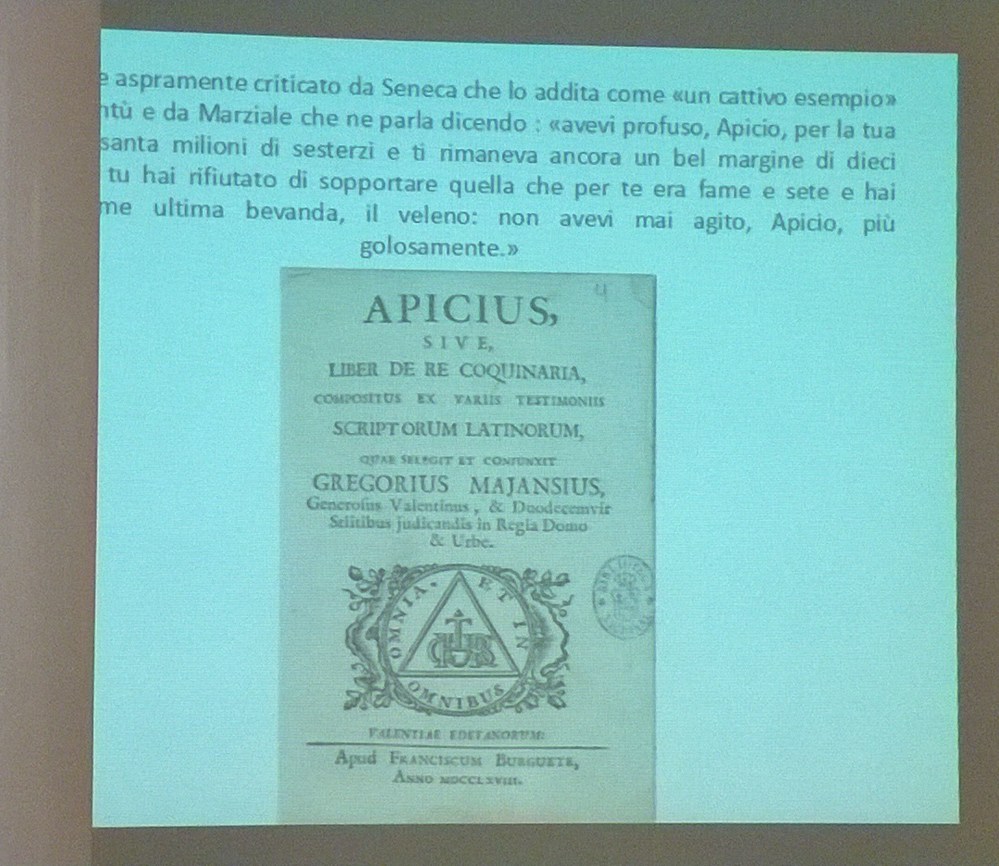 e aspramente criticato da Seneca che lo addita come «un cattivo esempio»
ntù e da Marziale che ne parla dicendo : «avevi profuso, Apicio, per la tua
santa milioni di sesterzi e ti rimaneva ancora un bel margine di dieci
tu hai rifiutato di sopportare quella che per te era fame e sete e hai
me ultima bevanda, il veleno: non avevi mai agito, Apicio, più
golosamente.»
4
APICIUS,
SIVE,
LIBER DE RE COQUINARIA,
COMPOSITUS EX VARIIS TESTIMONIIS
SCRIPTORUM LATINORUM,
QUAE SELEGIT ET CONJUNXIT
GREGORIUS MAJANSIUS,
Generosus Valentinus, & Duodecemvir
Stlitibus judicandis in Regia Domo
& Urbe.
OMNIA ET IN
OMNIBUS
VALENTIAE EDETANORUM:
Apud FRANCISCUM BURGUETE,
ANNO MDCCLXVIII.